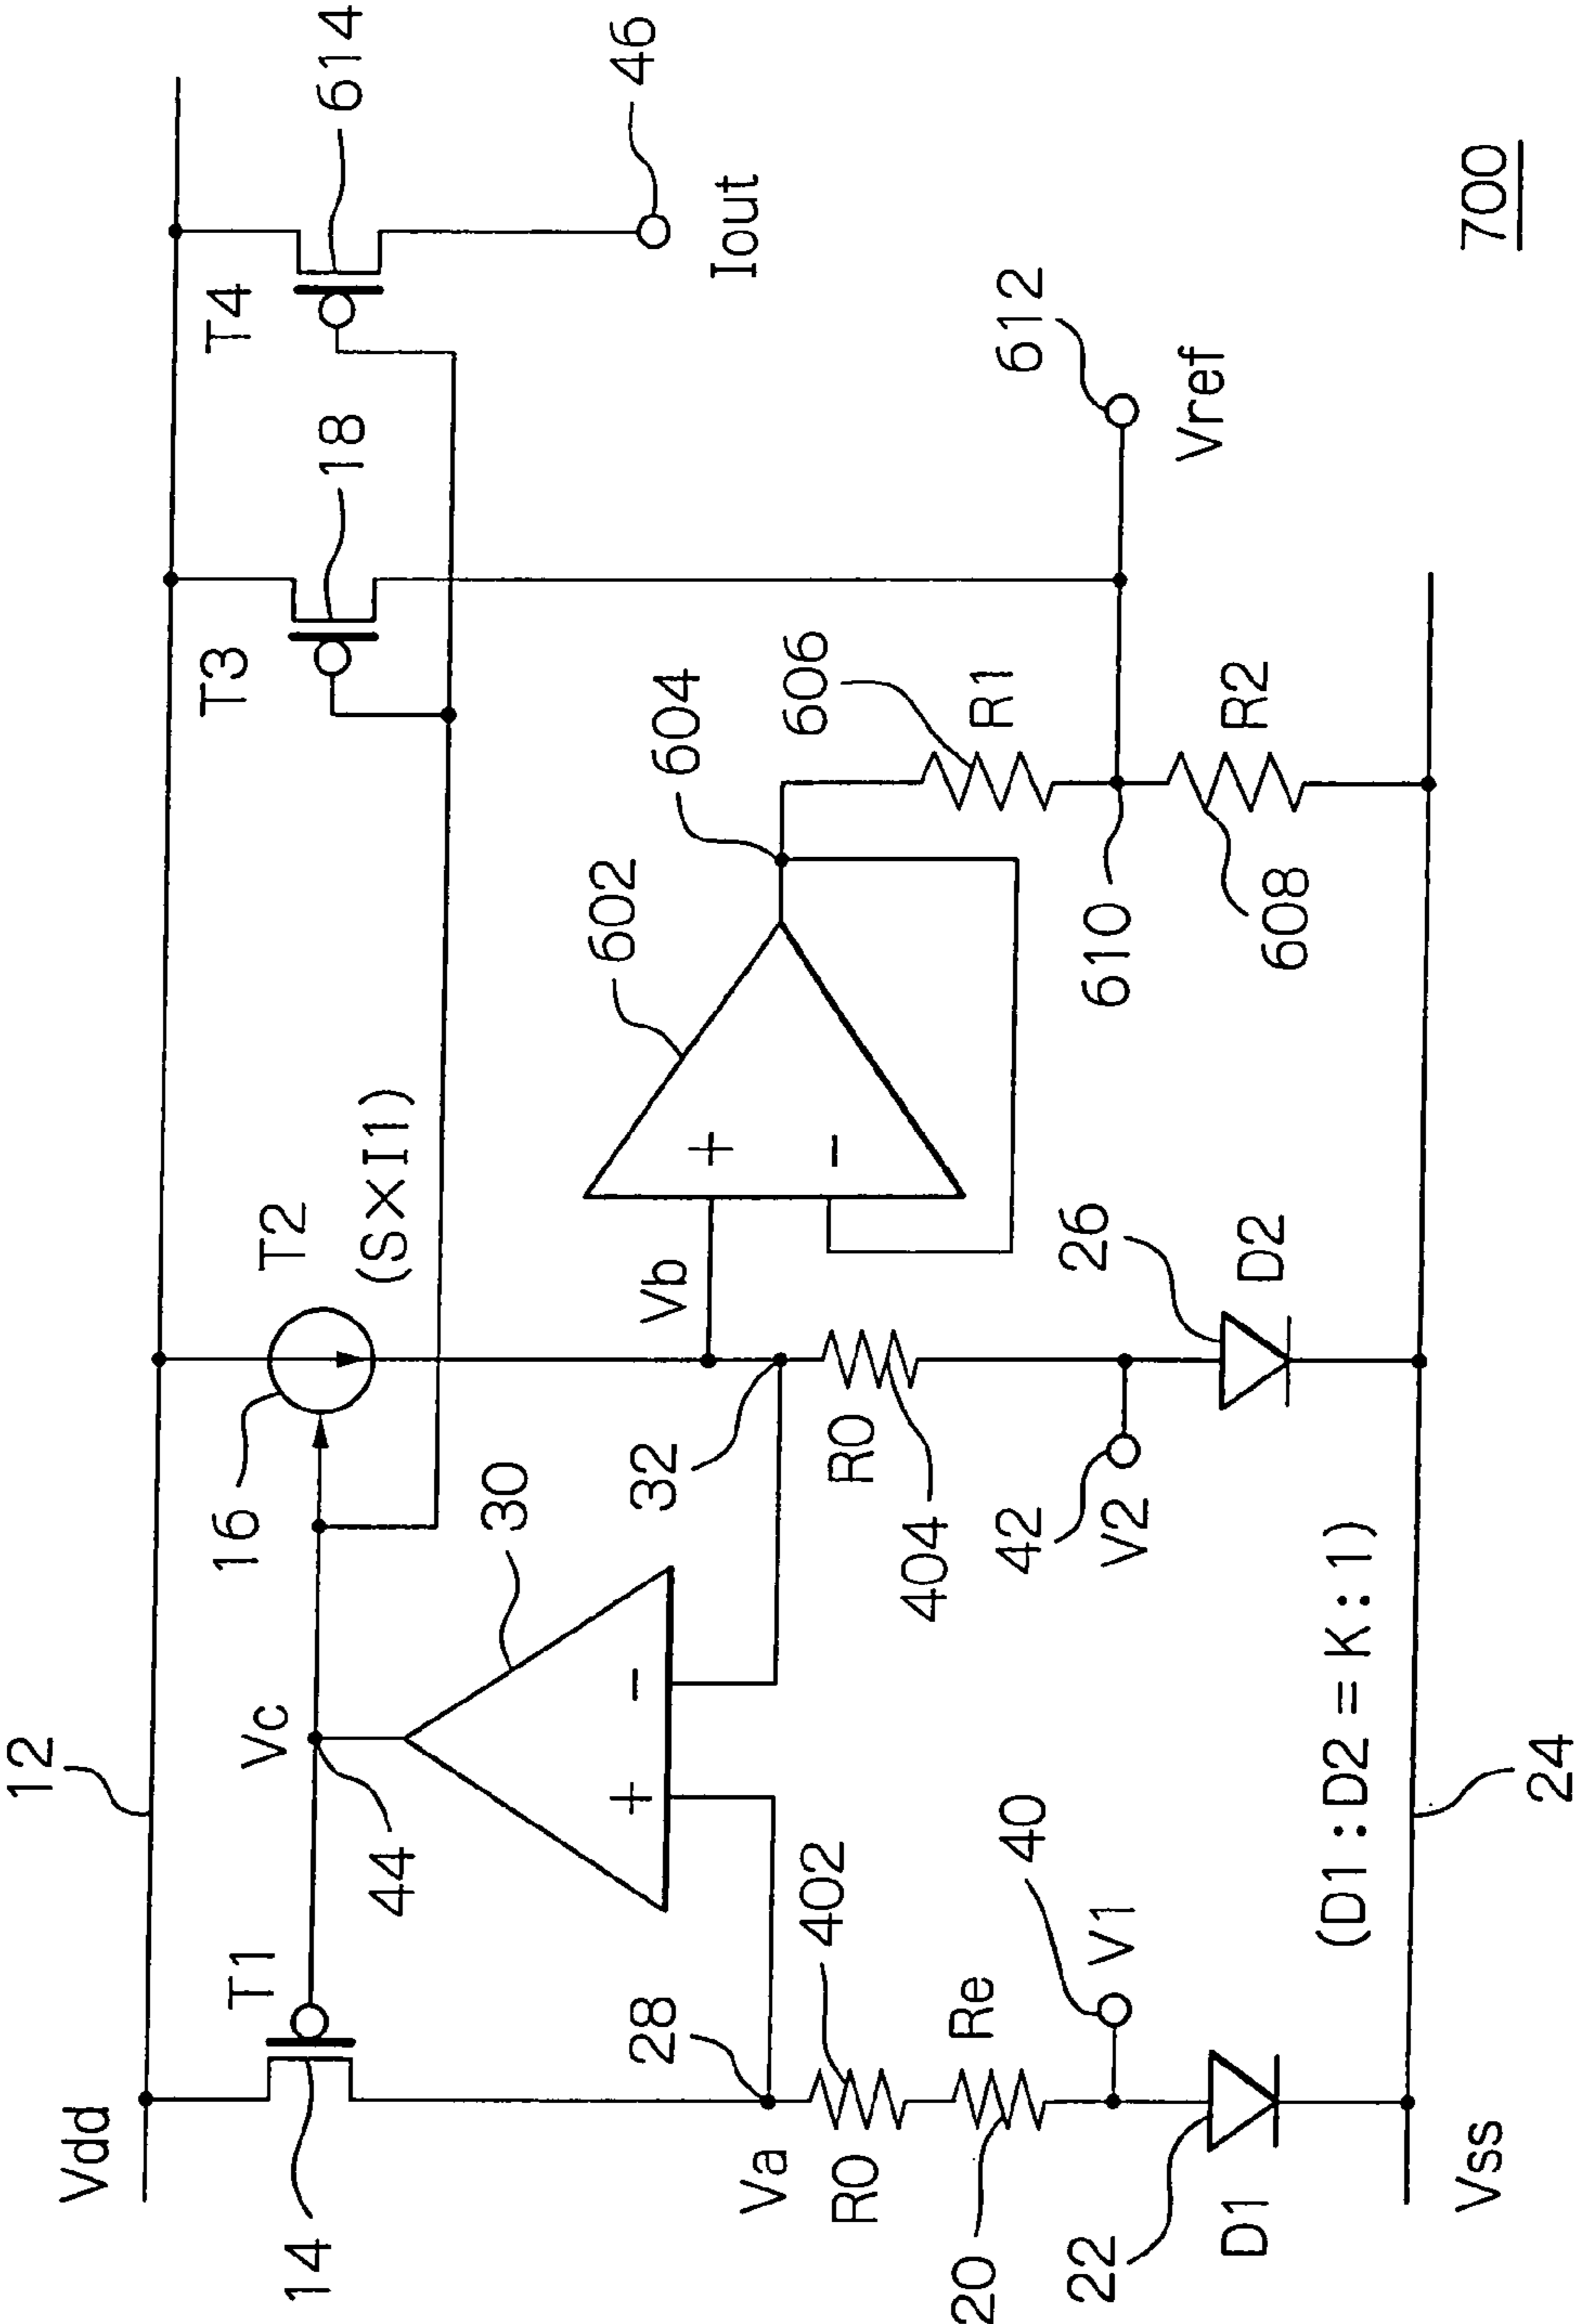 12
Vdd
14
T1
Vc
44
30
16
T2
(S×I1)
T3
18
T4
614
46
Iout
Va
28
+
-
32
Vb
602
+
-
604
606
R1
612
Vref
R0
402
Re
20
40
V1
R0
404
42
V2
26
D2
610
608
R2
22
D1
(D1:D2=K:1)
Vss
24
700